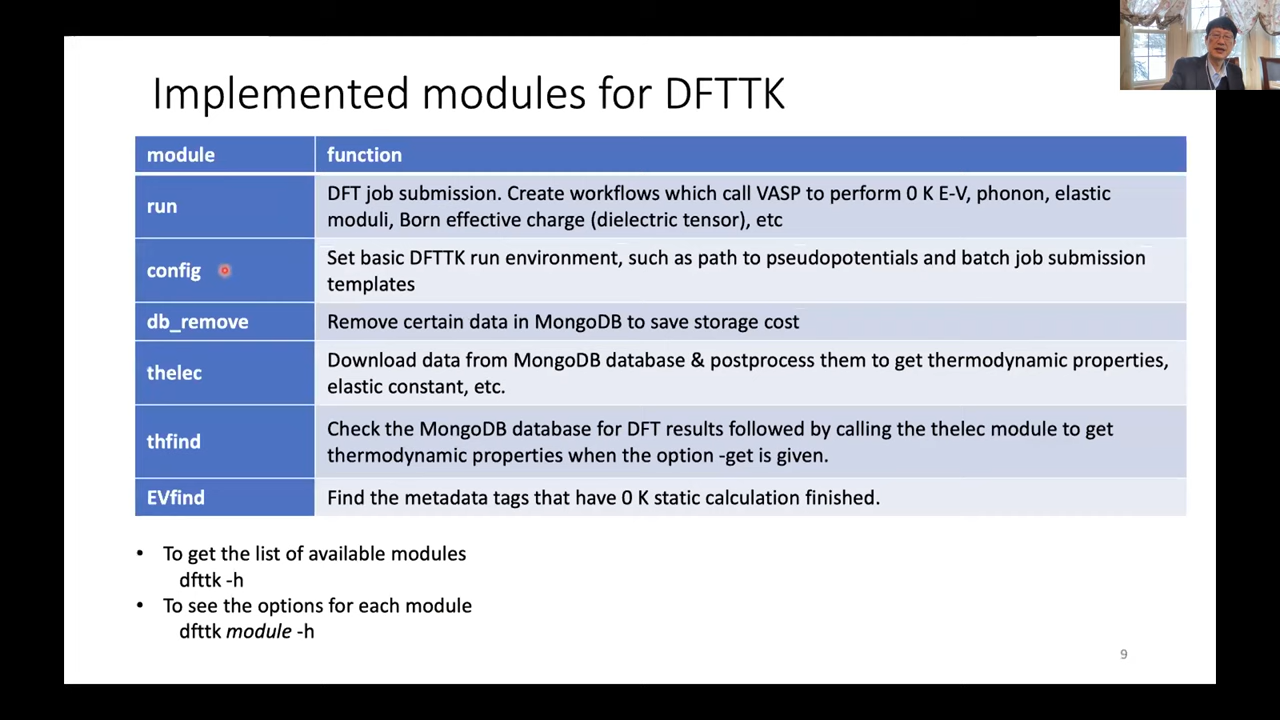 Implemented modules for DFTTK
module
function
run
DFT job submission. Create workflows which call VASP to perform 0 K E-V, phonon, elastic
moduli, Born effective charge (dielectric tensor), etc
config
Set basic DFTTK run environment, such as path to pseudopotentials and batch job submission
templates
db_remove
Remove certain data in MongoDB to save storage cost
thelec
Download data from MongoDB database & postprocess them to get thermodynamic properties,
elastic constant, etc.
thfind
Check the MongoDB database for DFT results followed by calling the thelec module to get
thermodynamic properties when the option -get is given.
EVfind
Find the metadata tags that have 0 K static calculation finished.
• To get the list of available modules
dfttk -h
• To see the options for each module
dfttk module -h
9